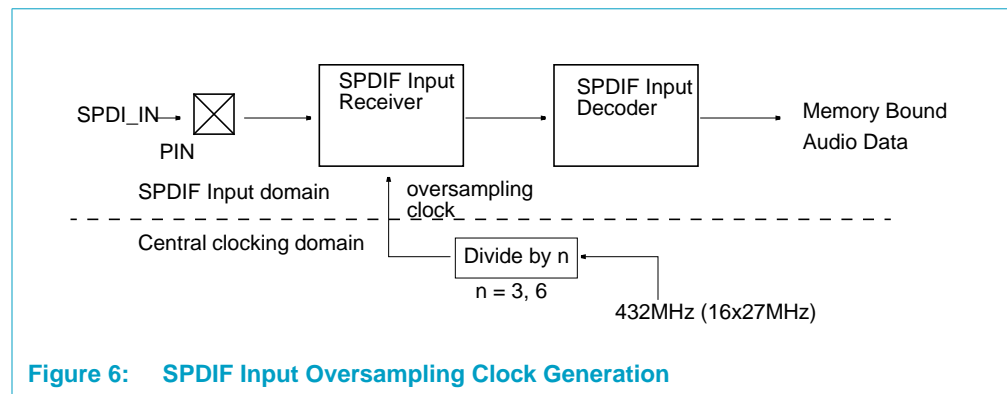 SPDI_IN
PIN
SPDIF Input
Receiver
SPDIF Input
Decoder
Memory Bound
Audio Data
SPDIF Input domain
oversampling
clock
Central clocking domain
Divide by n
n = 3, 6
432MHz (16x27MHz)
Figure 6: SPDIF Input Oversampling Clock Generation